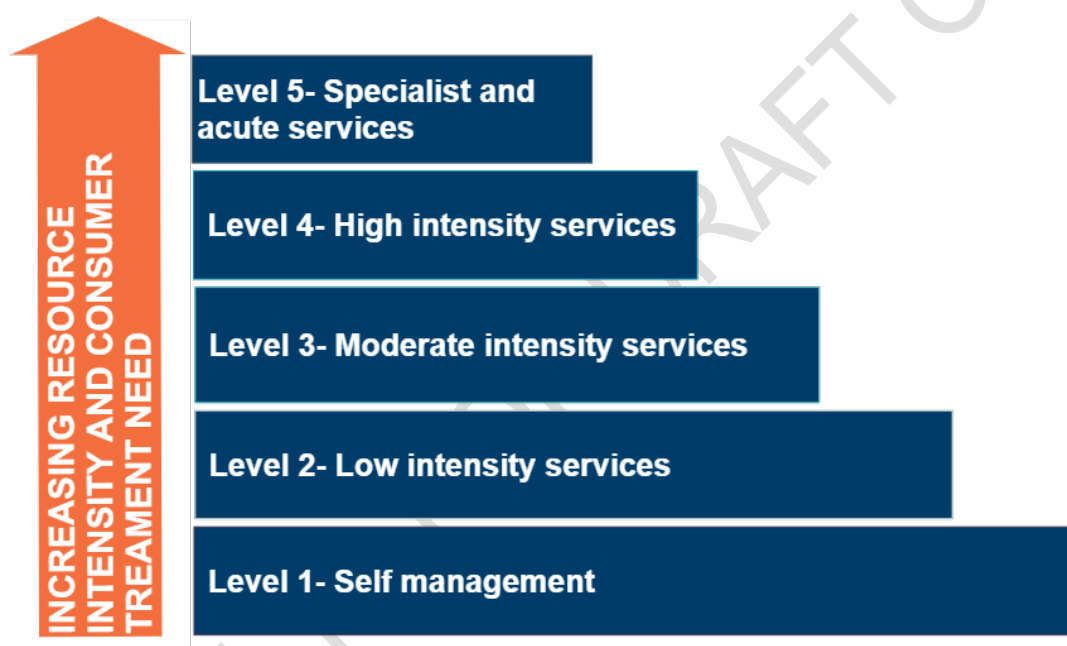 INCREASING RESOURCE
INTENSITY AND CONSUMER
TREAMENT NEED
Level 5- Specialist and
acute services
Level 4- High intensity services
Level 3- Moderate intensity services
Level 2- Low intensity services
Level 1- Self management
DRAFT